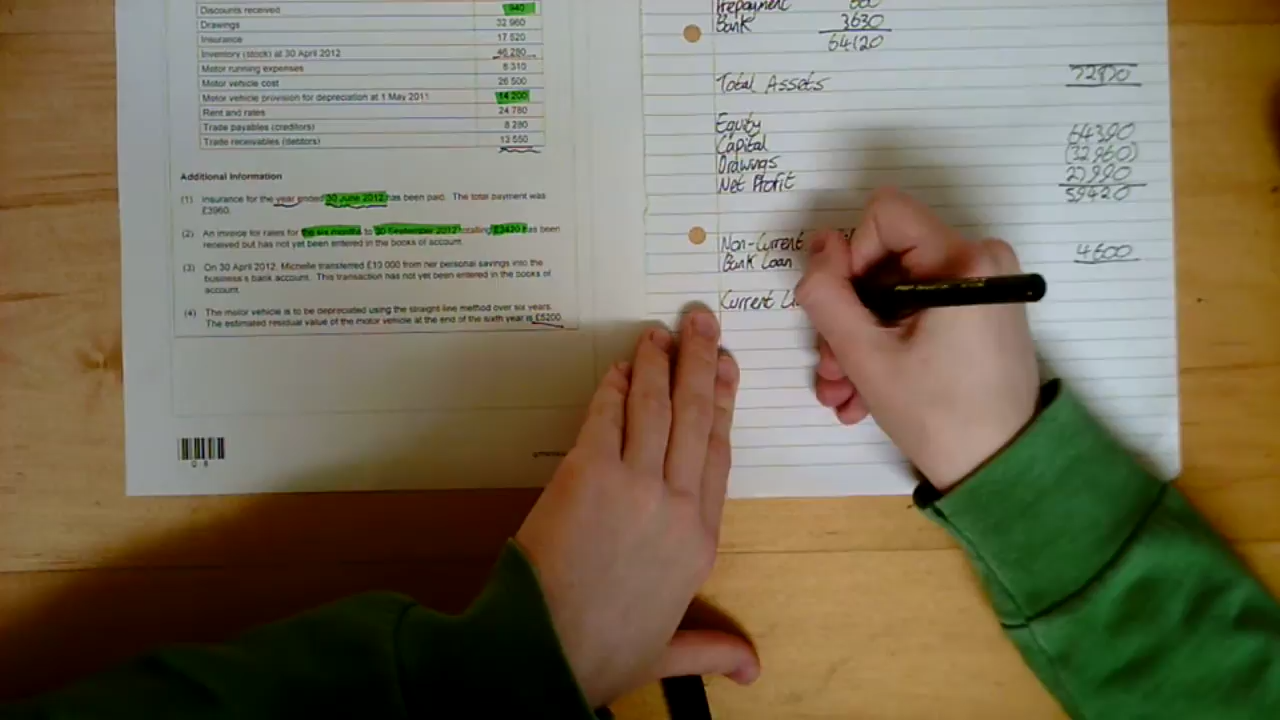 Discounts received 940
Drawings 32 960
Insurance 17 620
Inventory (stock) at 30 April 2012 46 280
Motor running expenses 8 310
Motor vehicle cost 26 500
Motor vehicle provision for depreciation at 1 May 2011 14 200
Rent and rates 24 780
Trade payables (creditors) 8 280
Trade receivables (debtors) 13 550
Additional Information
(1) Insurance for the year ended 30 June 2012 has been paid. The total payment was
£3960.
(2) An invoice for rates for the six months to 30 September 2012 totalling £3420 has been
received but has not yet been entered in the books of account.
(3) On 30 April 2012, Michelle transferred £13 000 from her personal savings into the
business's bank account. This transaction has not yet been entered in the books of
account.
(4) The motor vehicle is to be depreciated using the straight-line method over six years.
The estimated residual value of the motor vehicle at the end of the sixth year is £5200.
Prepayment
Bank 3630
64120
Total Assets
Equity
Capital 64390
Drawings (32960)
Net Profit 27990
59420
Non-Current
Bank Loan 4600
Current